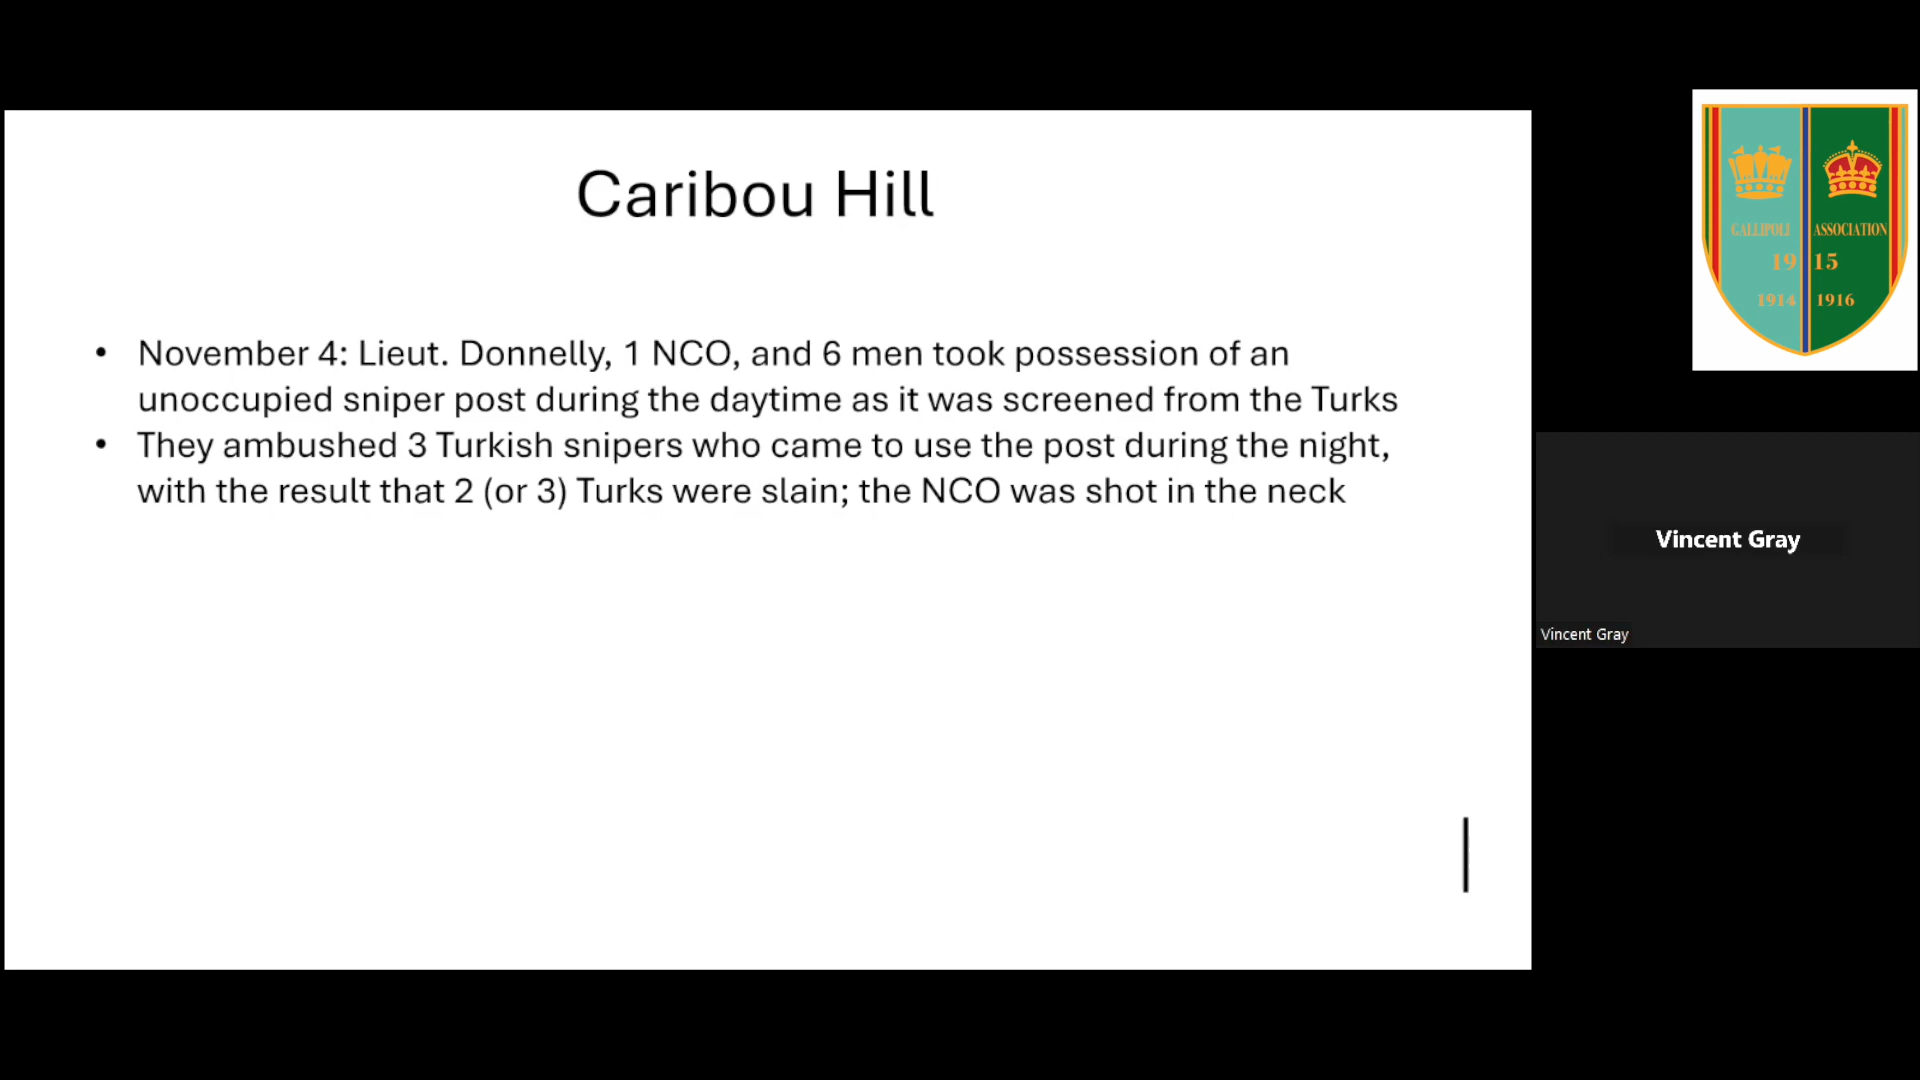 Caribou Hill
• November 4: Lieut. Donnelly, 1 NCO, and 6 men took possession of an
unoccupied sniper post during the daytime as it was screened from the Turks
• They ambushed 3 Turkish snipers who came to use the post during the night,
with the result that 2 (or 3) Turks were slain; the NCO was shot in the neck
GALLIPOLI ASSOCIATION
19 15
1914 1916
Vincent Gray
Vincent Gray